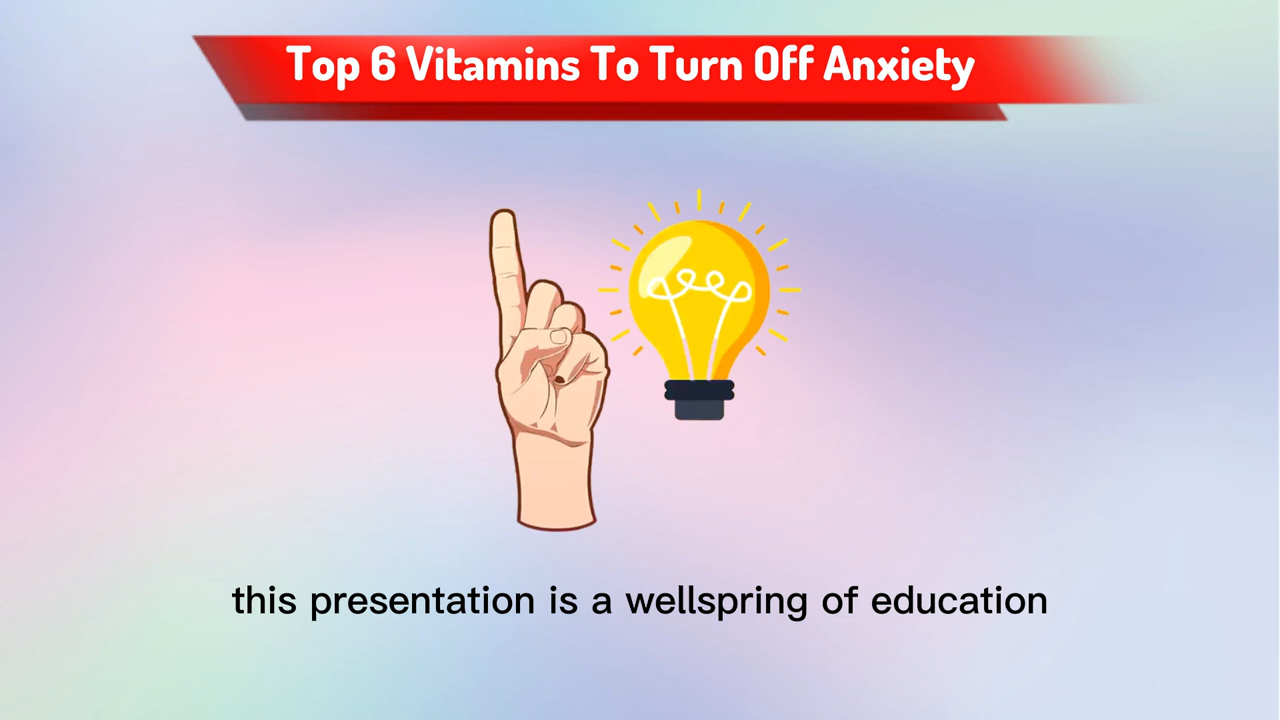 Top 6 Vitamins To Turn Off Anxiety
this presentation is a wellspring of education